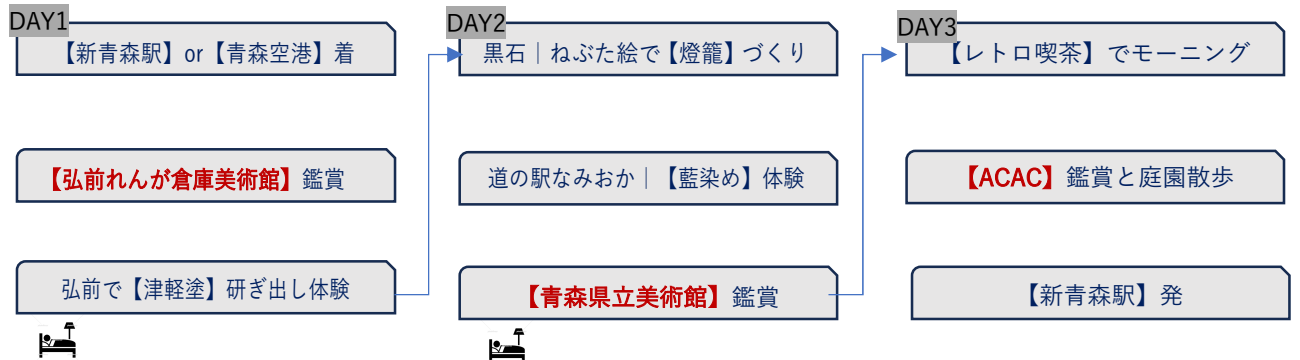 DAY1
【新青森駅】or【青森空港】着
【弘前れんが倉庫美術館】鑑賞
弘前で【津軽塗】研ぎ出し体験
DAY2
黒石｜ねぶた絵で【燈籠】づくり
道の駅なみおか｜【藍染め】体験
【青森県立美術館】鑑賞
DAY3
【レトロ喫茶】でモーニング
【ACAC】鑑賞と庭園散歩
【新青森駅】発